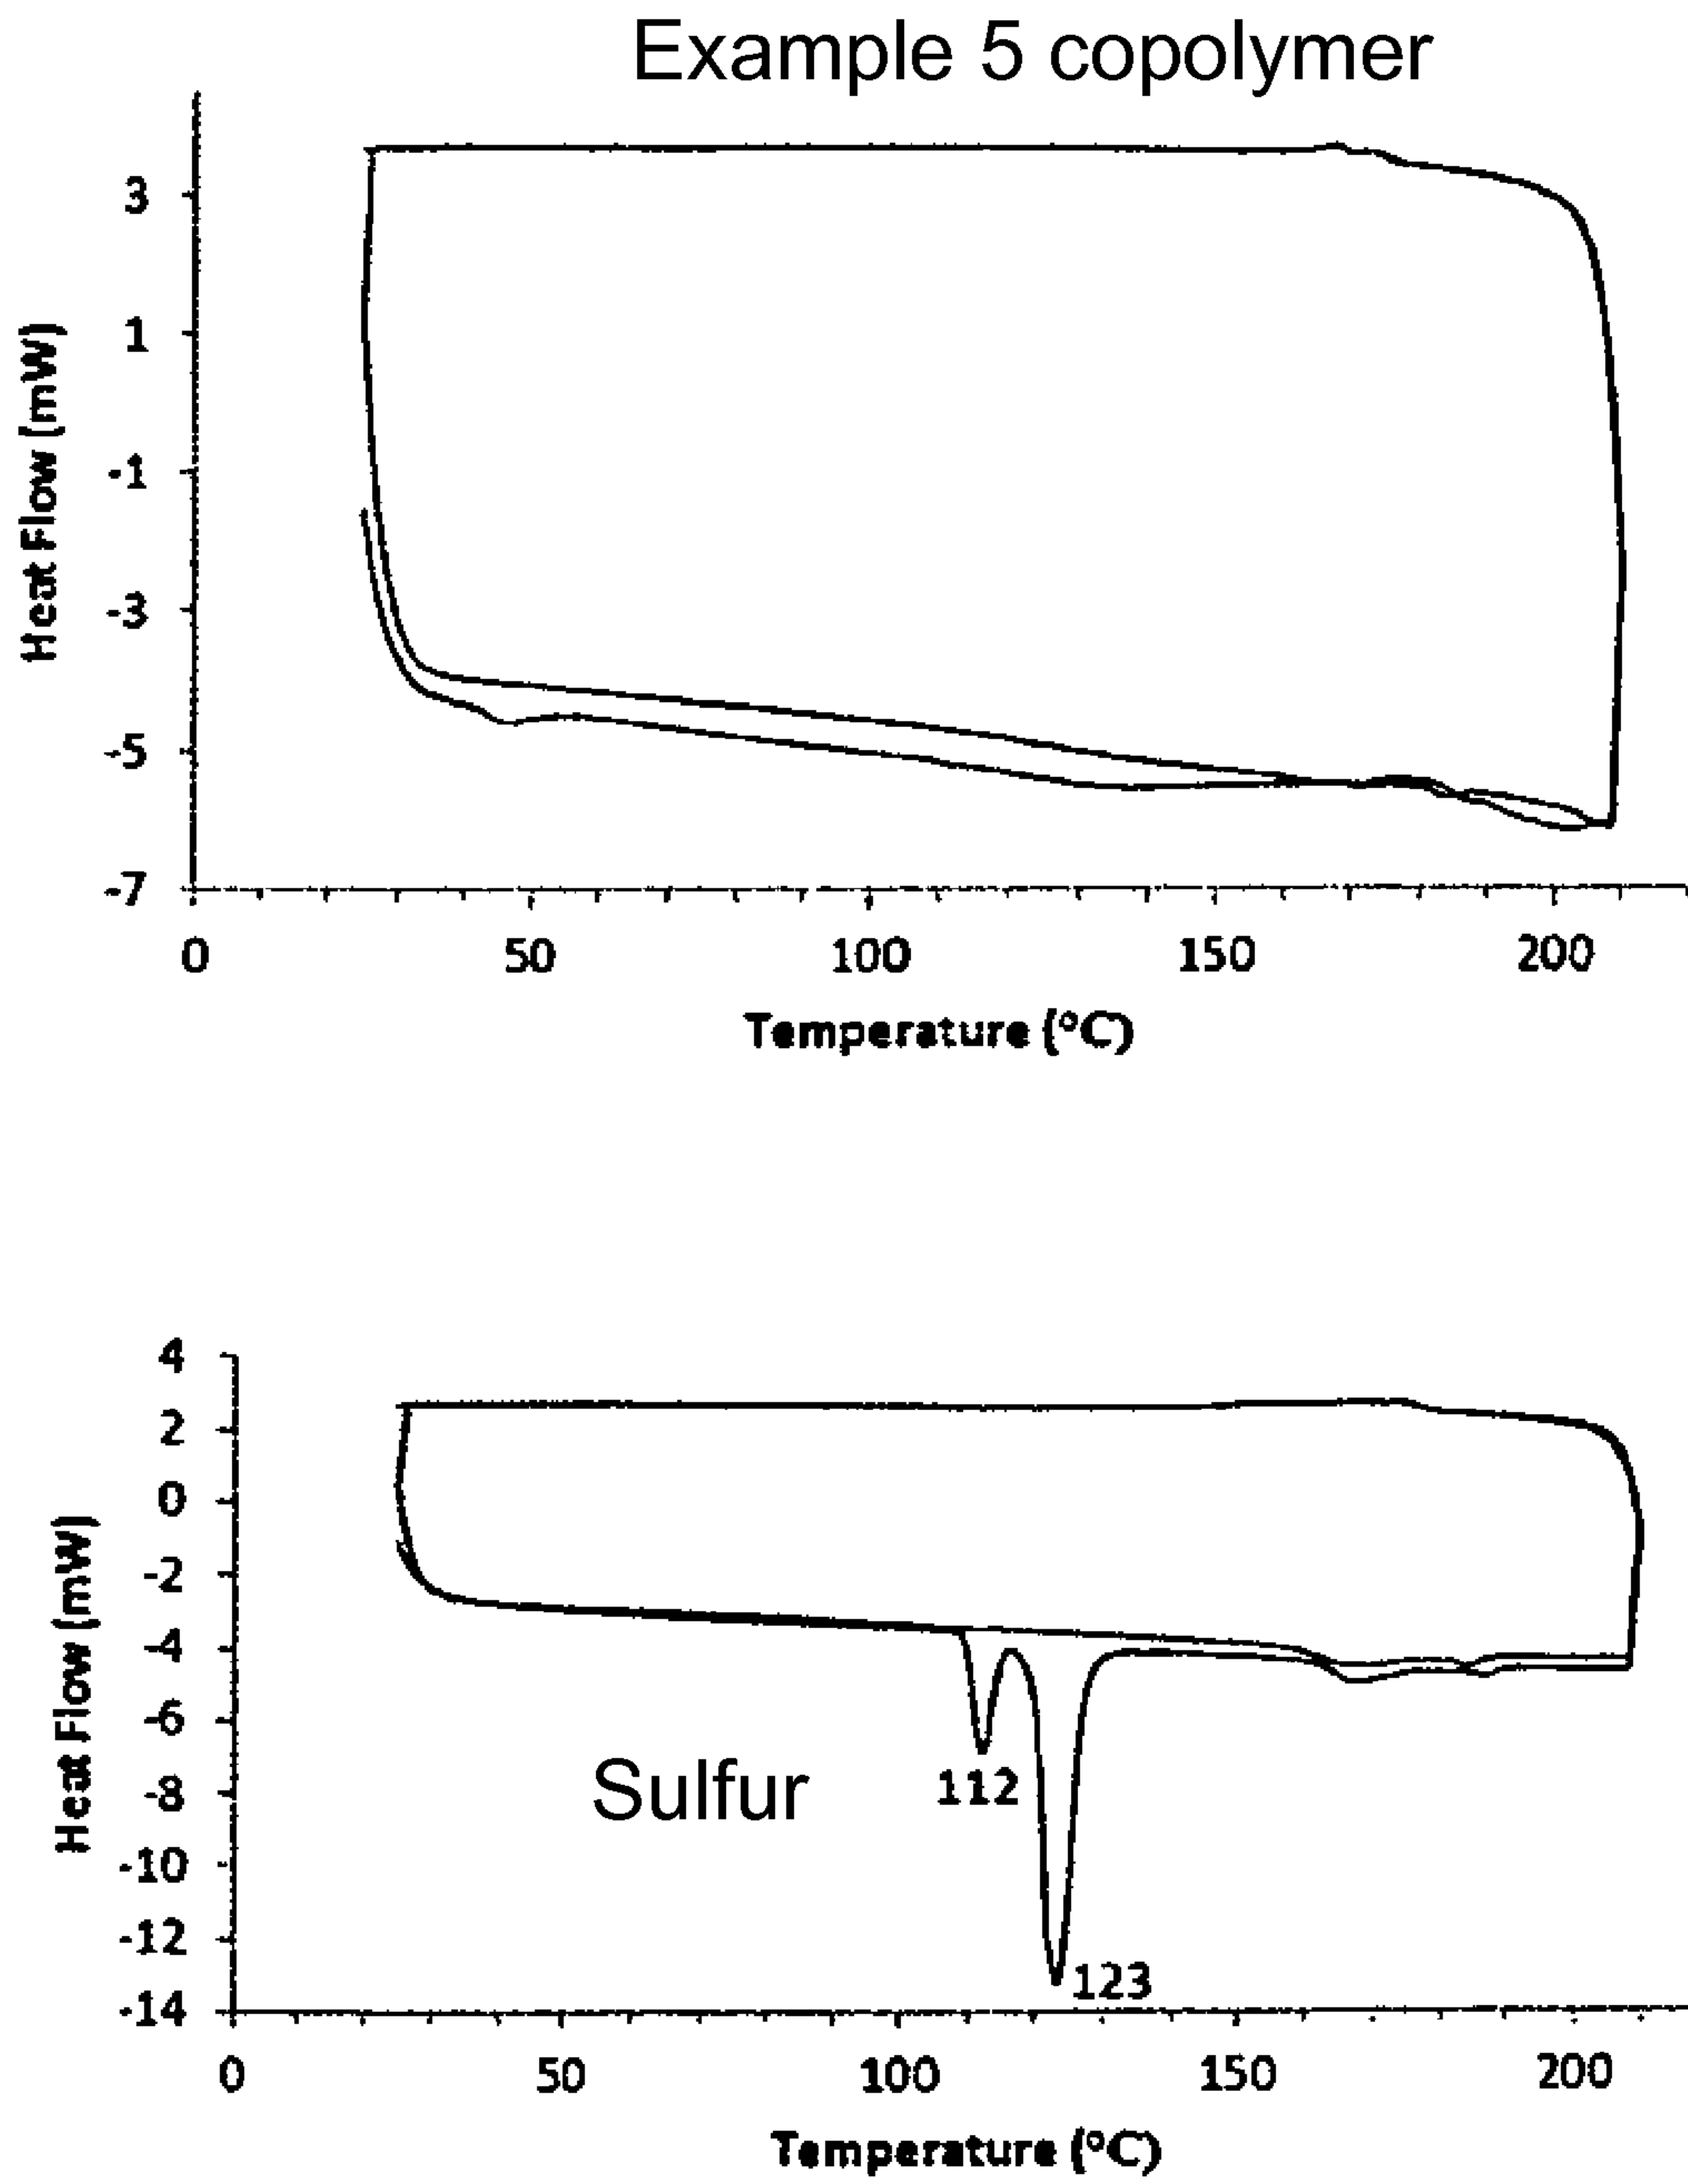 Example 5 copolymer
3
1
-1
-3
-5
-7
Heat Flow (mW)
0 50 100 150 200
Temperature (°C)
4
2
0
-2
-4
-6
-8
-10
-12
-14
Heat Flow (mW)
Sulfur
112
123
0 50 100 150 200
Temperature (°C)